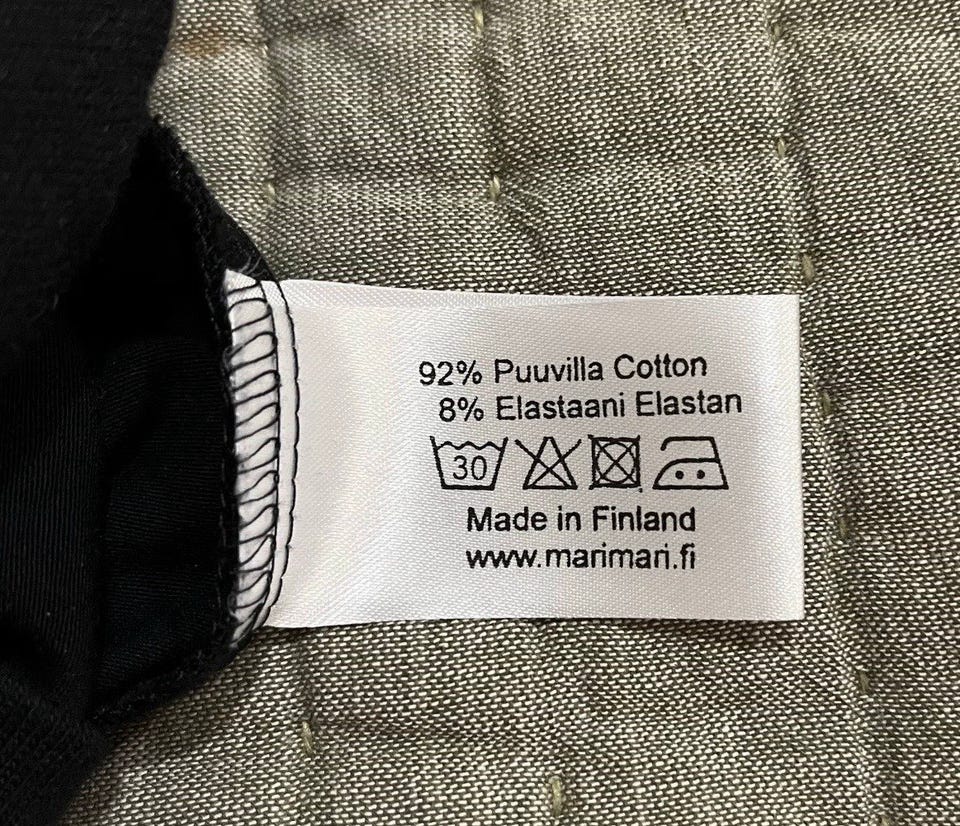 92% Puuvilla Cotton
8% Elastaani Elastan
30
Made in Finland
www.marimari.fi